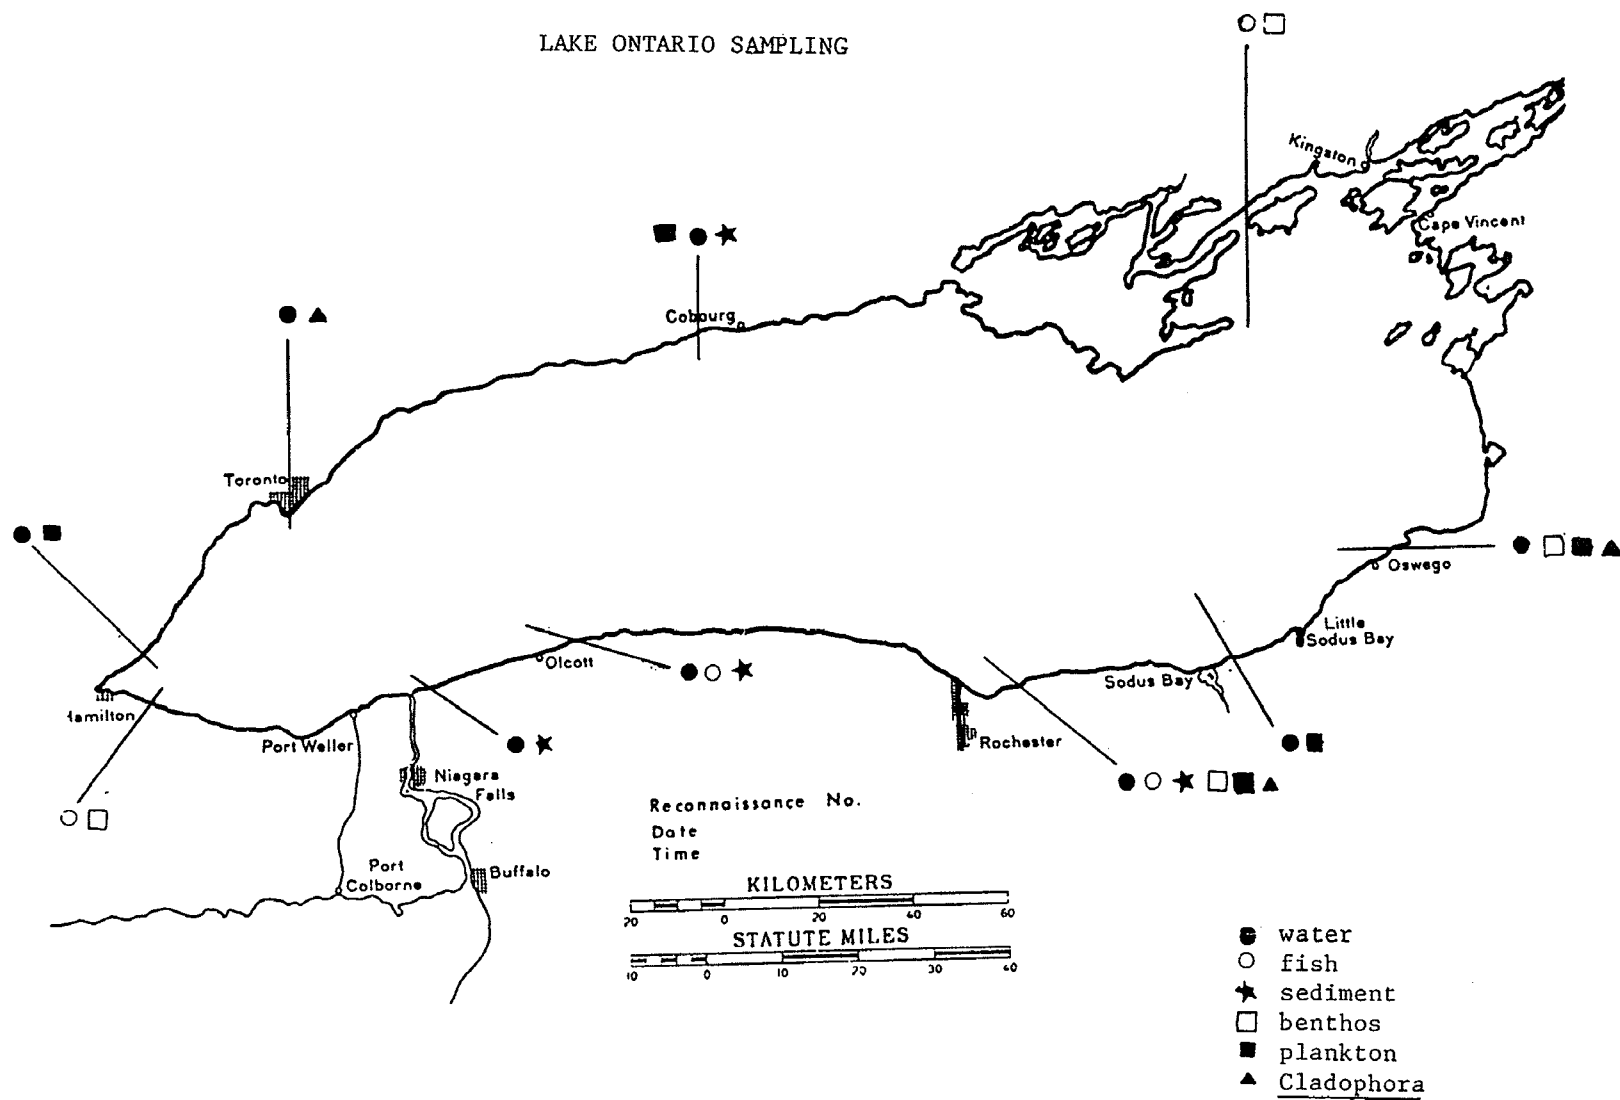 LAKE ONTARIO SAMPLING
Kingston
Cape Vincent
Cobourg
Toronto
Oswego
Little
Sodus Bay
Olcott
Sodus Bay
Hamilton
Port Weller
Rochester
Niagara
Falls
Reconnaissance No.
Date
Time
Port
Colborne
Buffalo
KILOMETERS
20 0 20 40 60
STATUTE MILES
10 0 10 20 30 40
water
fish
sediment
benthos
plankton
Cladophora